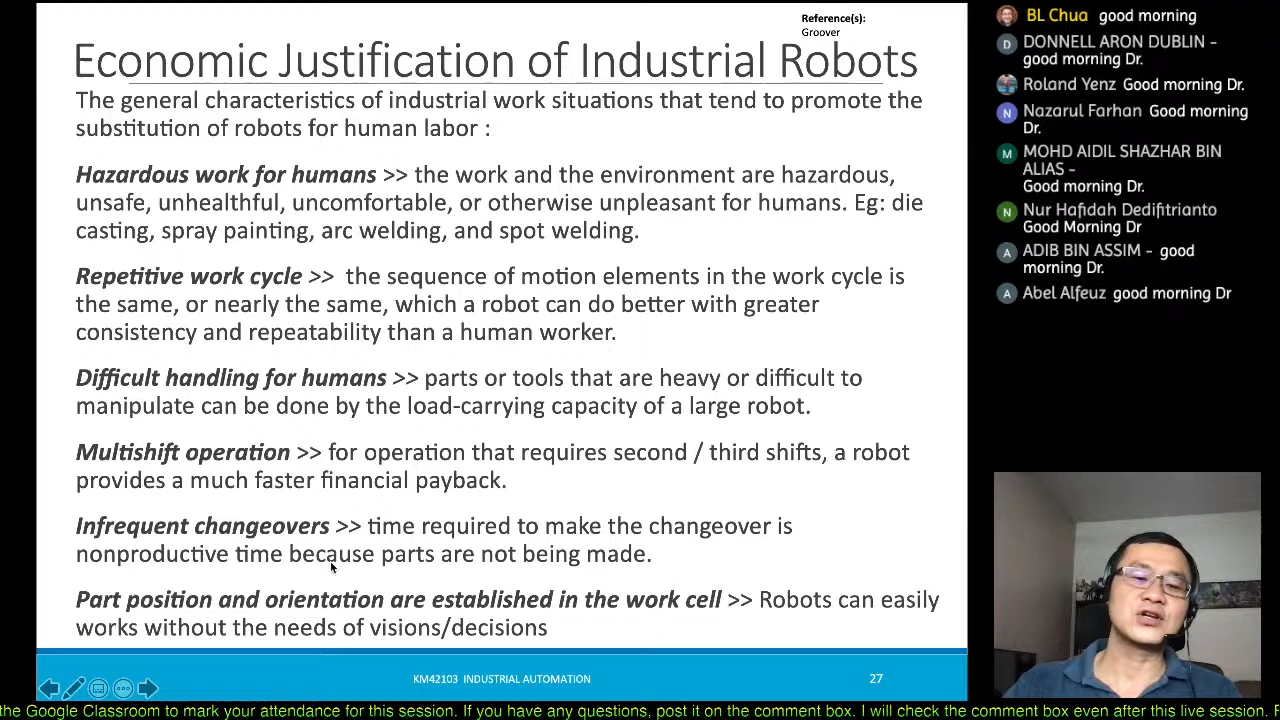 Reference(s):
Groover
Economic Justification of Industrial Robots
The general characteristics of industrial work situations that tend to promote the
substitution of robots for human labor :
Hazardous work for humans >> the work and the environment are hazardous,
unsafe, unhealthful, uncomfortable, or otherwise unpleasant for humans. Eg: die
casting, spray painting, arc welding, and spot welding.
Repetitive work cycle >> the sequence of motion elements in the work cycle is
the same, or nearly the same, which a robot can do better with greater
consistency and repeatability than a human worker.
Difficult handling for humans >> parts or tools that are heavy or difficult to
manipulate can be done by the load-carrying capacity of a large robot.
Multishift operation >> for operation that requires second / third shifts, a robot
provides a much faster financial payback.
Infrequent changeovers >> time required to make the changeover is
nonproductive time because parts are not being made.
Part position and orientation are established in the work cell >> Robots can easily
works without the needs of visions/decisions
KM42103 INDUSTRIAL AUTOMATION
27
BL Chua good morning
D DONNELL ARON DUBLIN -
good morning Dr.
Roland Yenz Good morning Dr.
N Nazarul Farhan Good morning
Dr.
M MOHD AIDIL SHAZHAR BIN
ALIAS -
Good morning Dr.
N Nur Hafidah Dedifitrianto
Good Morning Dr
A ADIB BIN ASSIM - good
morning Dr.
A Abel Alfeuz good morning Dr
the Google Classroom to mark your attendance for this session. If you have any questions, post it on the comment box. I will check the comment box even after this live session.